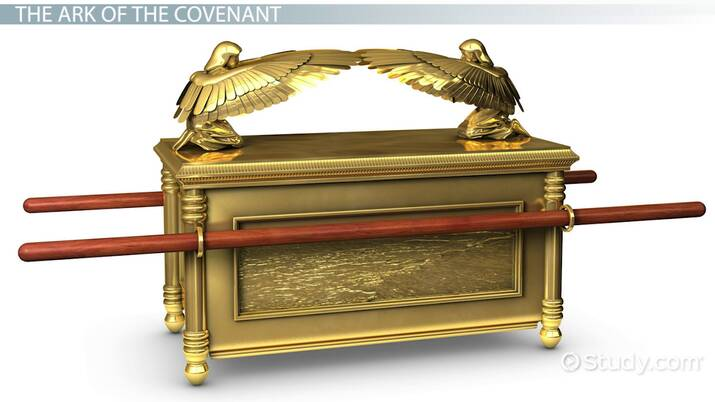 THE ARK OF THE COVENANT
Study.com